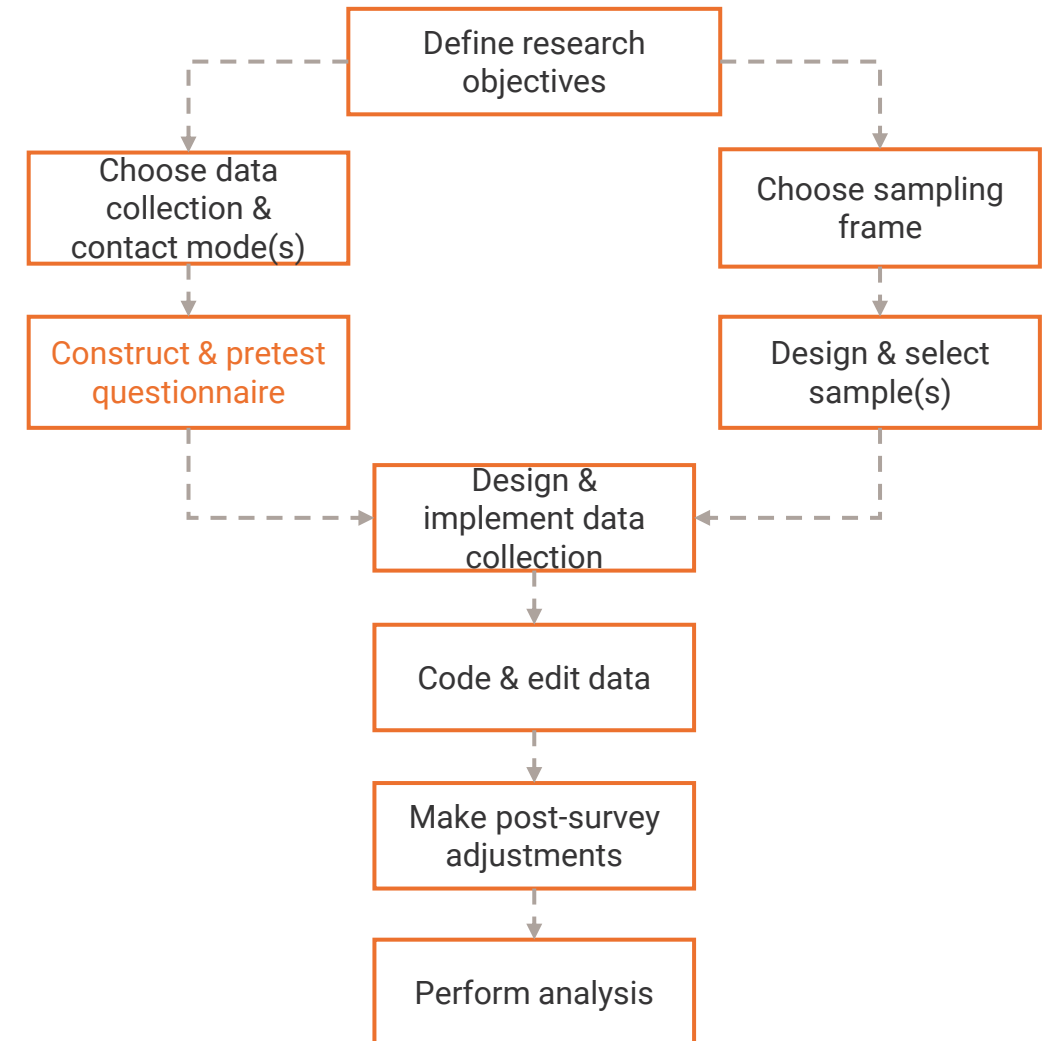 Define research
objectives
Choose data
collection &
contact mode(s)
Choose sampling
frame
Construct & pretest
questionnaire
Design & select
sample(s)
Design &
implement data
collection
Code & edit data
Make post-survey
adjustments
Perform analysis